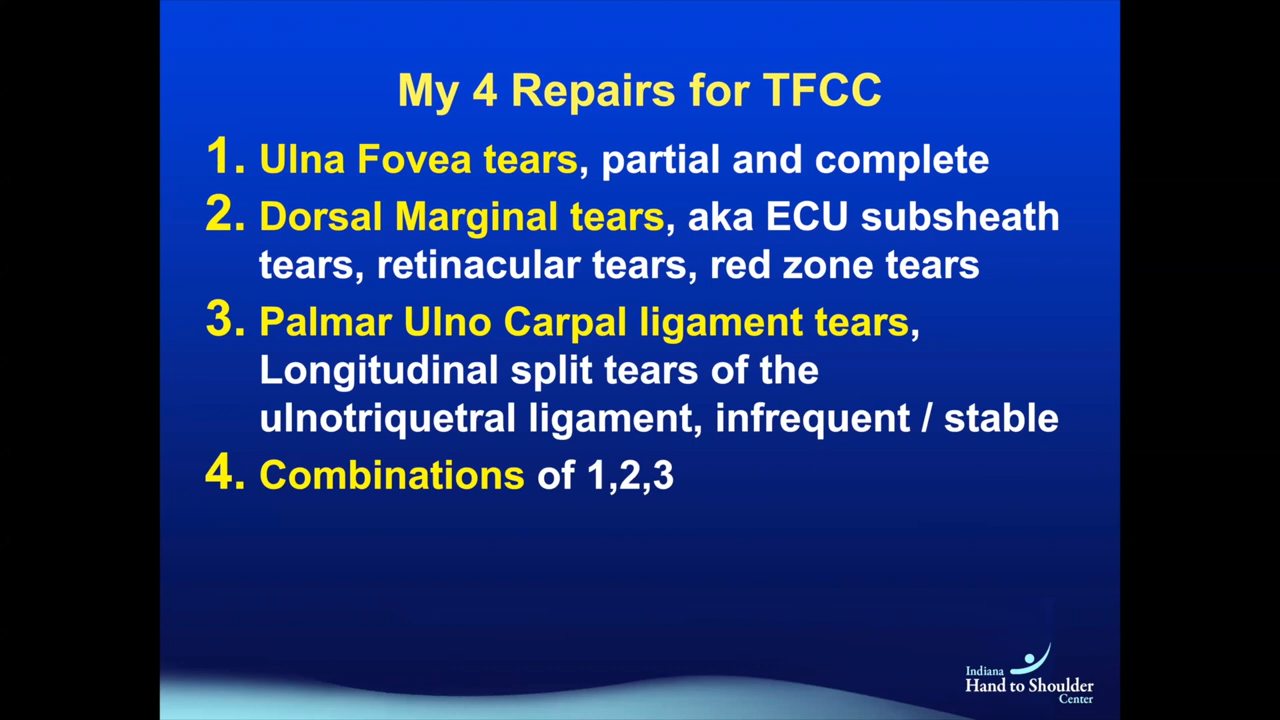 My 4 Repairs for TFCC
1. Ulna Fovea tears, partial and complete
2. Dorsal Marginal tears, aka ECU subsheath
tears, retinacular tears, red zone tears
3. Palmar Ulno Carpal ligament tears,
Longitudinal split tears of the
ulnotriquetral ligament, infrequent / stable
4. Combinations of 1,2,3
Indiana
Hand to Shoulder
Center